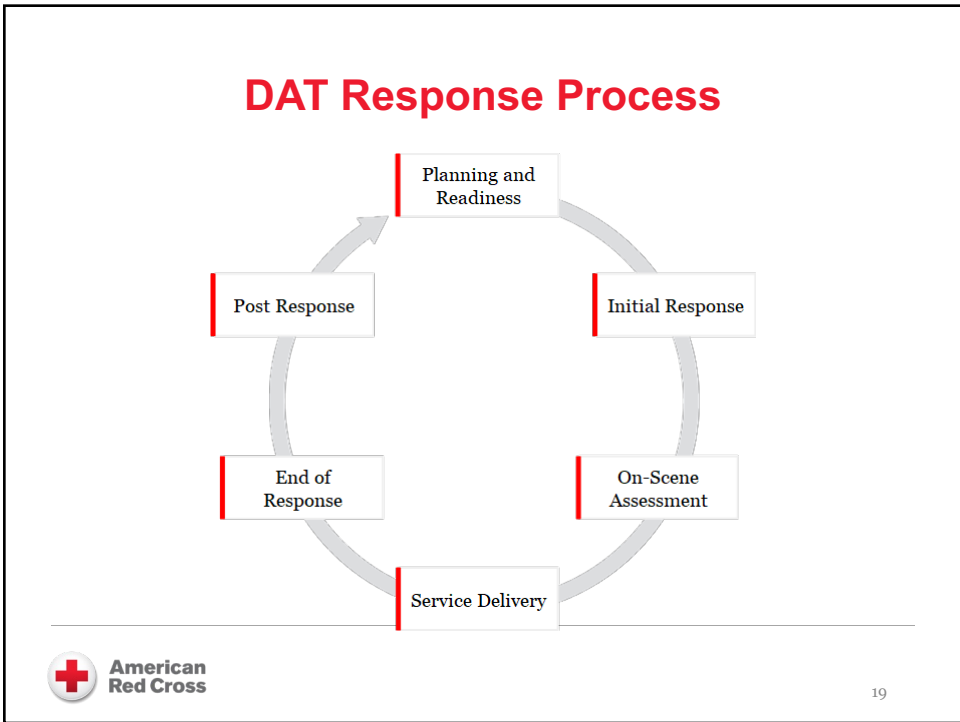 DAT Response Process
Planning and
Readiness
Initial Response
On-Scene
Assessment
Service Delivery
End of
Response
Post Response
American
Red Cross
19